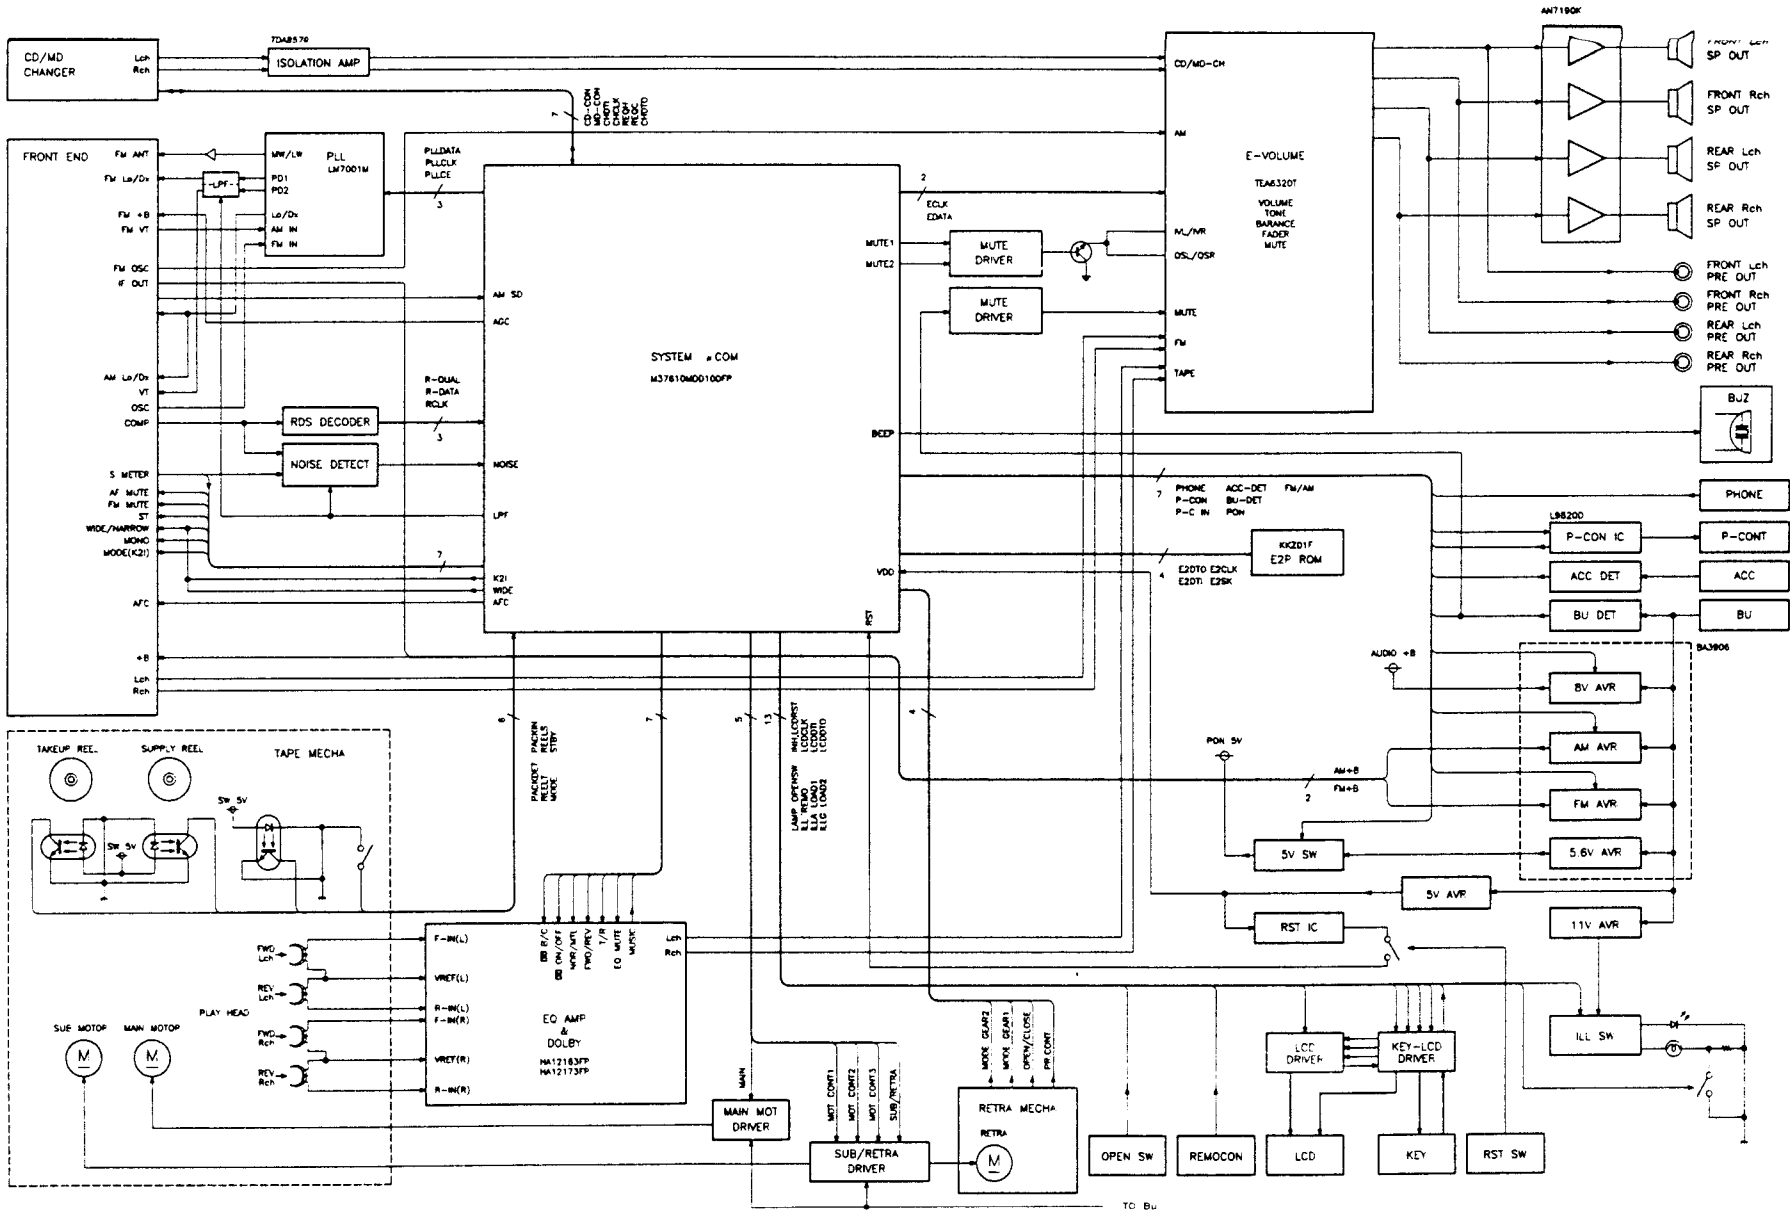 AN7190K
CD/MD
CHANGER
Lch
Rch
TDA8579
ISOLATION AMP
7
CD-CON
MD-CON
CHDTI
CHCLK
REQH
REQC
CHDTO
CD/MD-CH
AM
E-VOLUME
TEA6320T
VOLUME
TONE
BARANCE
FADER
MUTE
IVL/IVR
OSL/OSR
MUTE
FM
TAPE
FRONT Lch
SP OUT
FRONT Rch
SP OUT
REAR Lch
SP OUT
REAR Rch
SP OUT
FRONT Lch
PRE OUT
FRONT Rch
PRE OUT
REAR Lch
PRE OUT
REAR Rch
PRE OUT
FRONT END
FM ANT
FM Lo/Dx
FM +B
FM VT
FM OSC
IF OUT
AM Lo/Dx
VT
OSC
COMP
S METER
AF MUTE
FM MUTE
ST
WIDE/NARROW
MONO
MODE(K2I)
AFC
+B
Lch
Rch
LPF
MW/LW
PLL
LM7001M
PD1
PD2
Lo/Dx
AM IN
FM IN
PLLDATA
PLLCLK
PLLCE
3
RDS DECODER
NOISE DETECT
R-QUAL
R-DATA
RCLK
3
7
SYSTEM μCOM
M37610MDD10DFP
AM SD
AGC
NOISE
LPF
K2I
WIDE
AFC
MUTE1
MUTE2
BEEP
VDD
RST
2
ECLK
EDATA
MUTE
DRIVER
MUTE
DRIVER
BUZ
7
PHONE ACC-DET FM/AM
P-CON BU-DET
P-C IN PON
4
E2DTO E2CLK
E2DTI E2SK
KKZ01F
E2P ROM
PHONE
L9820D
P-CON IC
P-CONT
ACC DET
ACC
BU DET
BU
BA3906
AUDIO +B
8V AVR
AM AVR
FM AVR
5.6V AVR
PON 5V
AM+B
FM+B
2
5V SW
5V AVR
RST IC
11V AVR
ILL SW
6
PACKDET PACKIN
REELT REELS
MODE STBY
7
5
13
LAMP OPENSW INH,LCDRST
ILL REMO LCDCLK
ILLA LOAD1 LCDDTI
ILLG LOAD2 LCDDTO
4
TAKEUP REEL
SUPPLY REEL
TAPE MECHA
SW 5V
SW 5V
FWD
Lch
REV
Lch
PLAY HEAD
FWD
Rch
REV
Rch
SUE MOTOR
MAIN MOTOR
M
M
F-IN(L)
VREF(L)
R-IN(L)
F-IN(R)
VREF(R)
R-IN(R)
B/C
ON/OFF
NOR/MTL
FWD/REV
T/R
EQ MUTE
MUSIC
Lch
Rch
EQ AMP
&
DOLBY
HA12163FP
HA12173FP
MAIN
MAIN MOT
DRIVER
MOT CONT1
MOT CONT2
MOT CONT3
SUB/RETRA
SUB/RETRA
DRIVER
MODE GEAR2
MODE GEAR1
OPEN/CLOSE
PW CONT
RETRA MECHA
RETRA
M
OPEN SW
REMOCON
LCD
DRIVER
KEY-LCD
DRIVER
LCD
KEY
RST SW
TO Bu